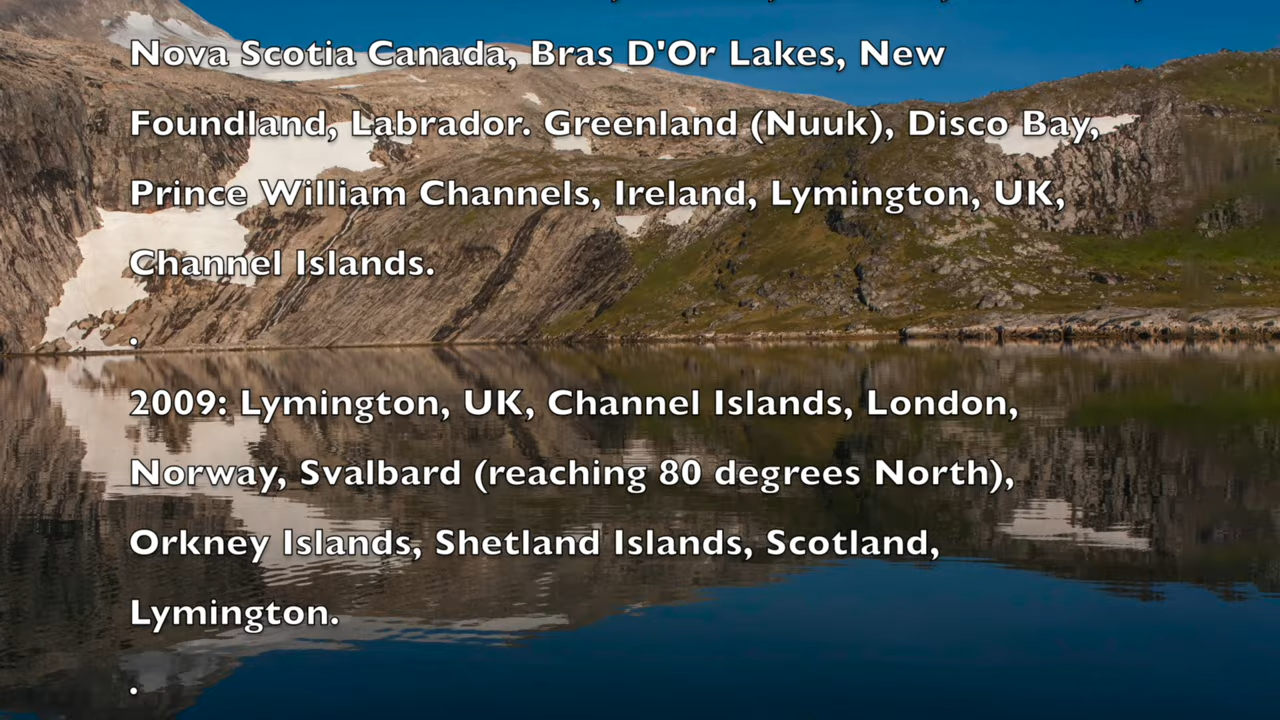 Nova Scotia Canada, Bras D'Or Lakes, New
Foundland, Labrador. Greenland (Nuuk), Disco Bay,
Prince William Channels, Ireland, Lymington, UK,
Channel Islands.
.
2009: Lymington, UK, Channel Islands, London,
Norway, Svalbard (reaching 80 degrees North),
Orkney Islands, Shetland Islands, Scotland,
Lymington.
.